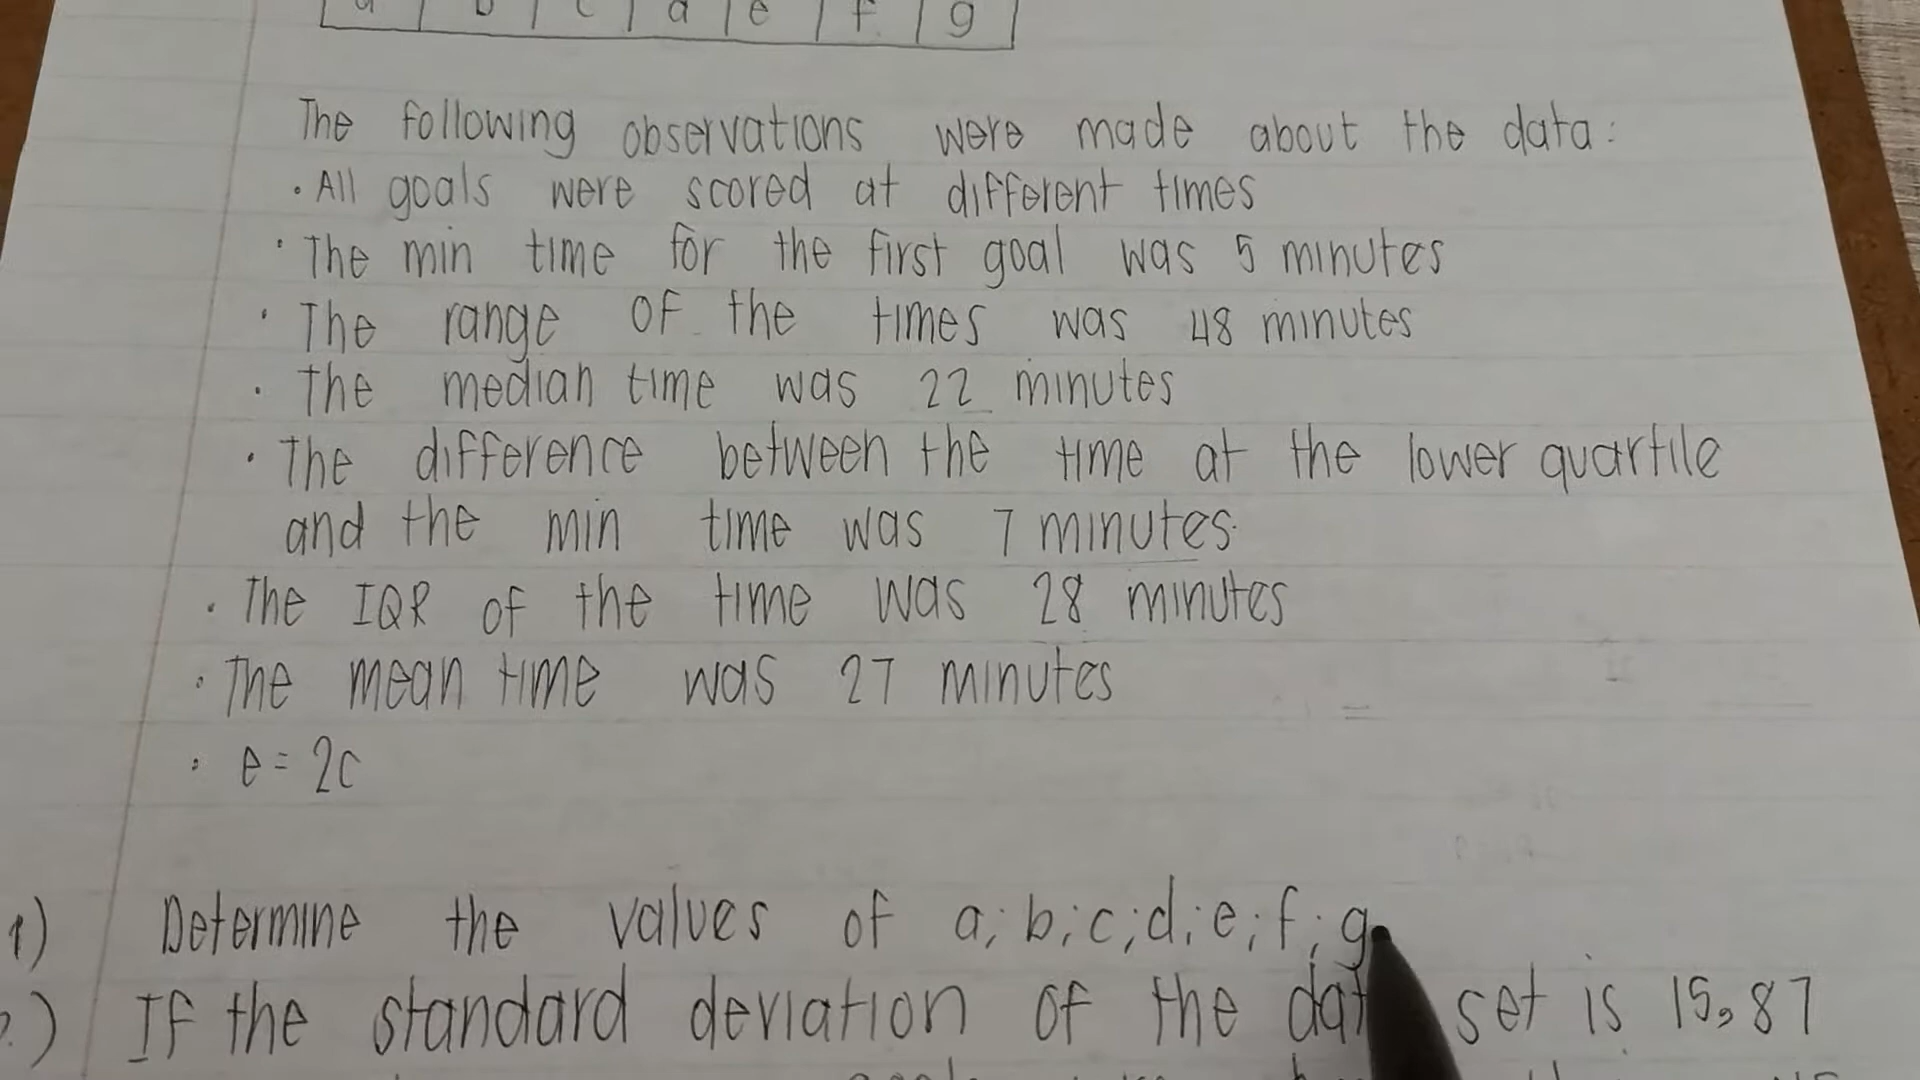 a b c d e f g
The following observations were made about the data:
· All goals were scored at different times
· The min time for the first goal was 5 minutes
· The range of the times was 48 minutes
· The median time was 22 minutes
· The difference between the time at the lower quartile
and the min time was 7 minutes.
· The IQR of the time was 28 minutes
· The mean time was 27 minutes
· e = 2c
1) Determine the values of a; b; c; d; e; f; g
2.) If the standard deviation of the set is 15,87